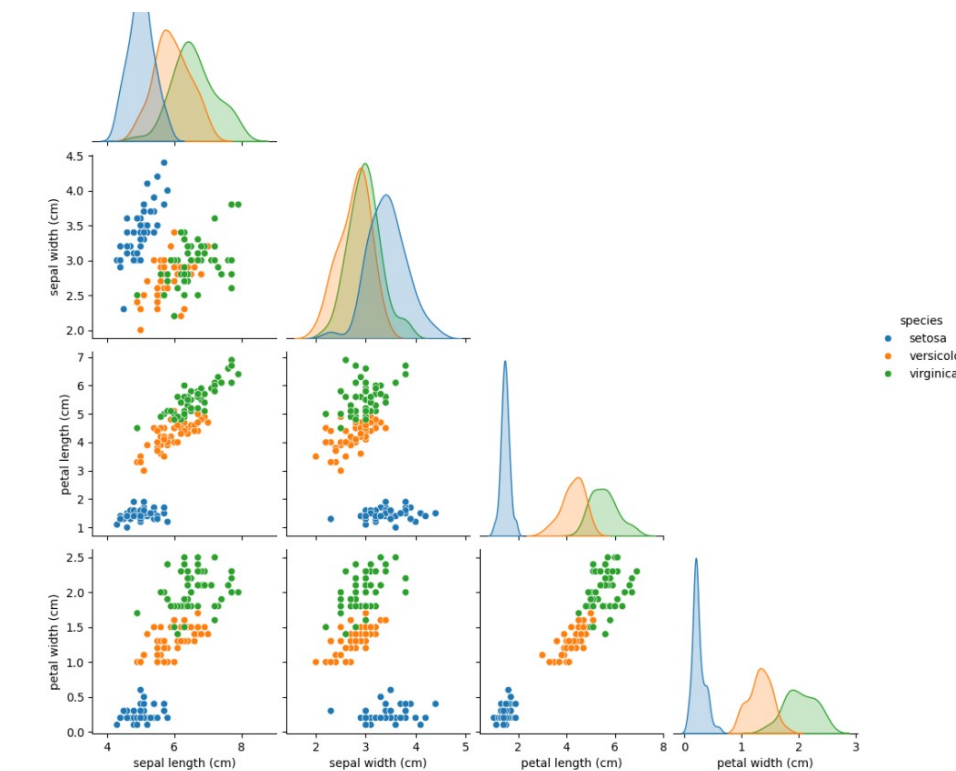 4.5
4.0
3.5
3.0
2.5
2.0
sepal width (cm)
species
setosa
versicolo
virginica
7
6
5
4
3
2
1
petal length (cm)
2.5
2.0
1.5
1.0
0.5
0.0
petal width (cm)
4 6 8
sepal length (cm)
2 3 4 5
sepal width (cm)
2 4 6 8
petal length (cm)
0 1 2 3
petal width (cm)